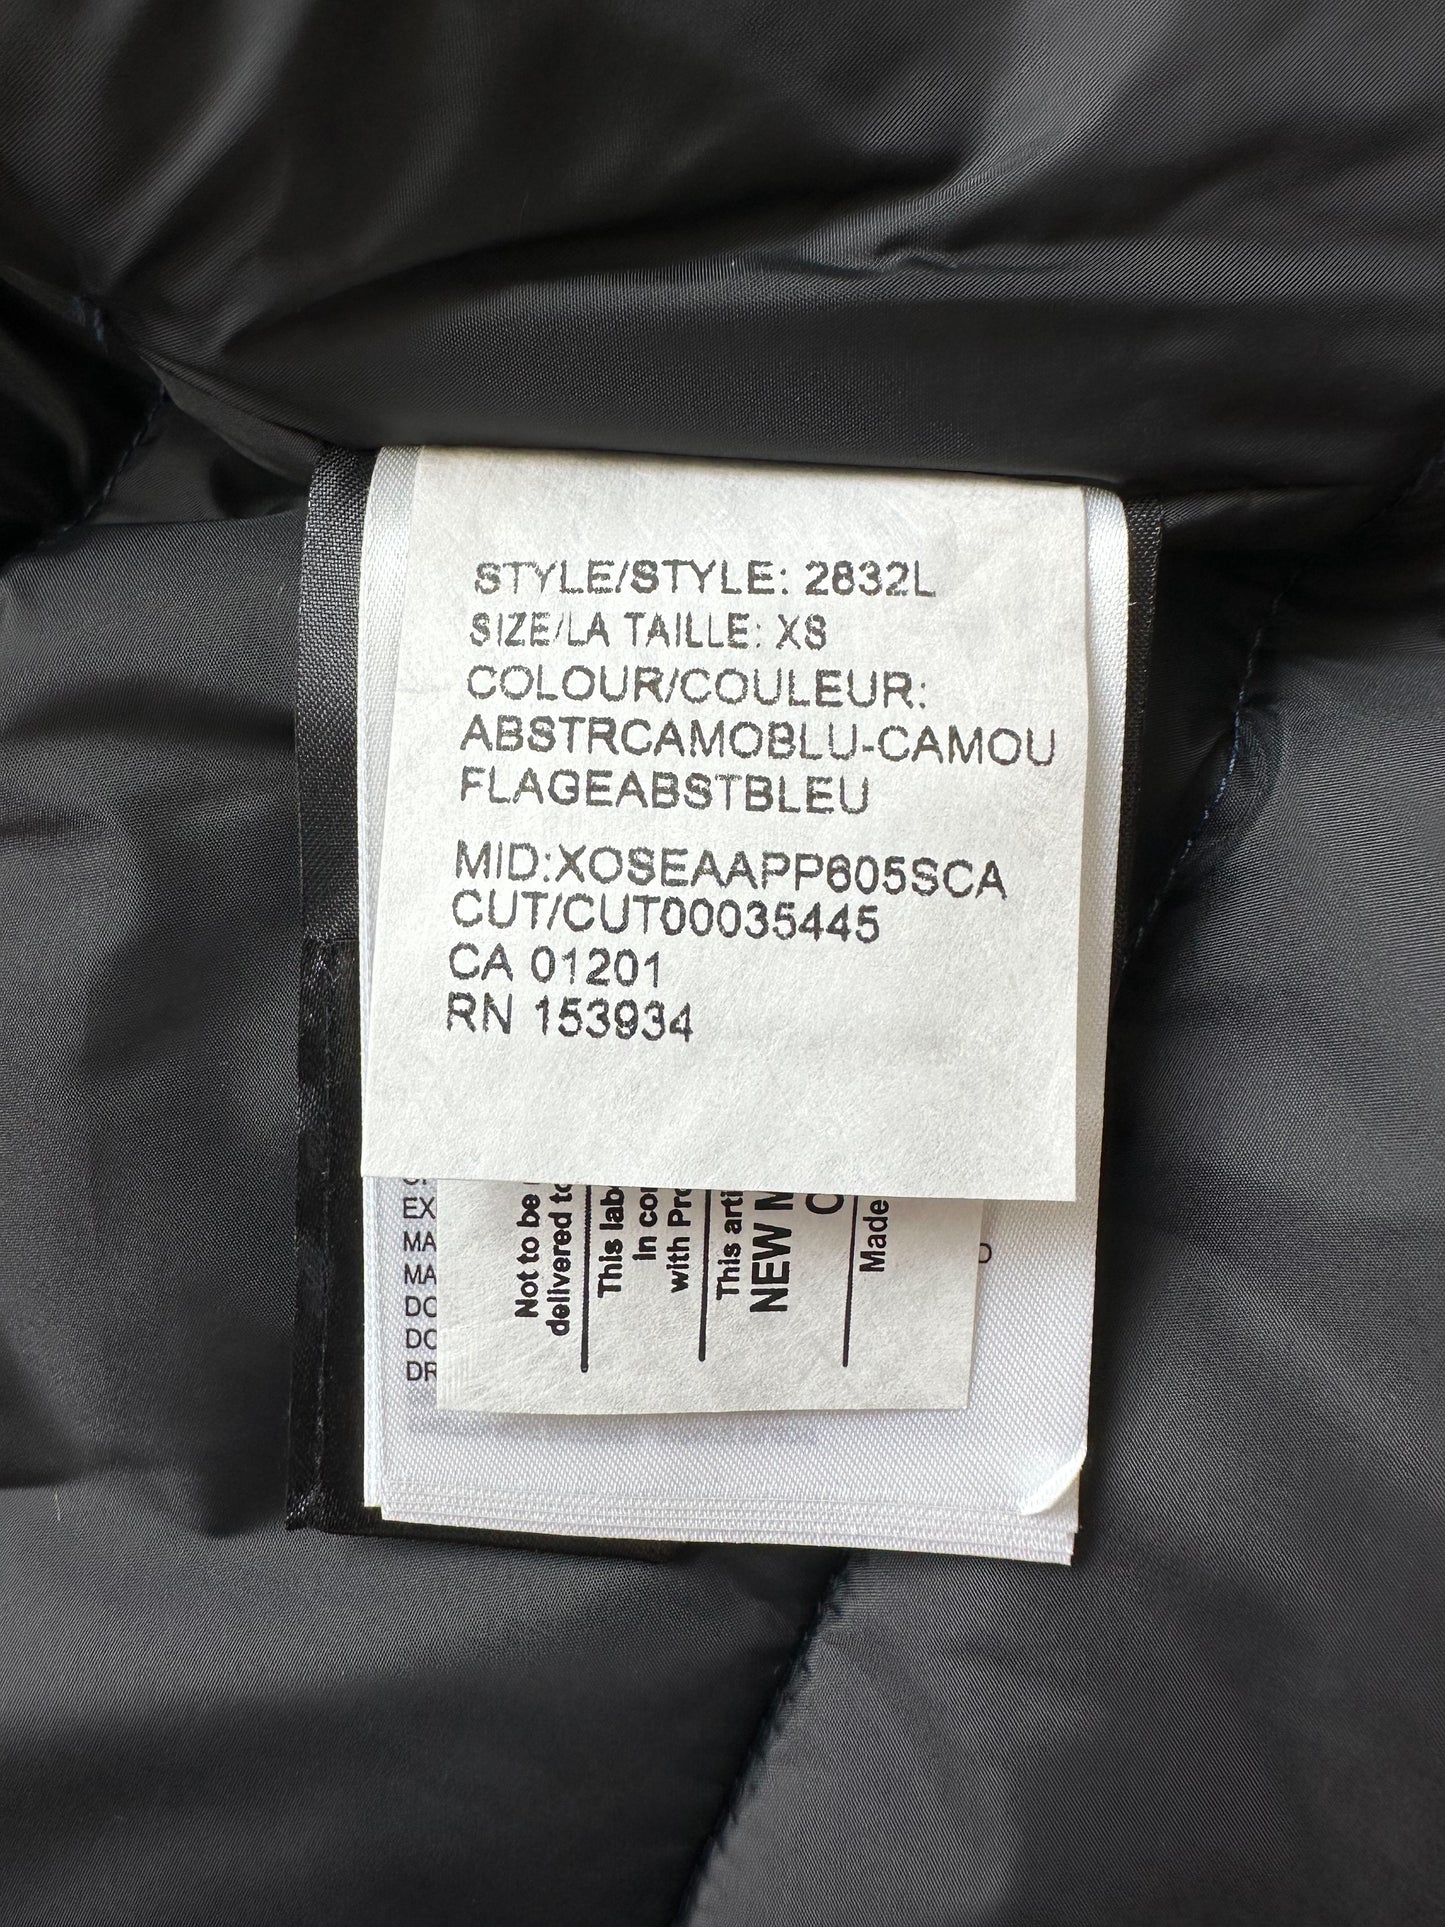 STYLE/STYLE: 2832L
SIZE/LA TAILLE: XS
COLOUR/COULEUR:
ABSTRCAMOBLU-CAMOU
FLAGEABSTBLEU
MID:XOSEAAPP605SCA
CUT/CUT00035445
CA 01201
RN 153934
EX
MA
MA
DO
DO
DR
Not to be
delivered to
This lab
in con
with Pro
This arti
NEW M
Made